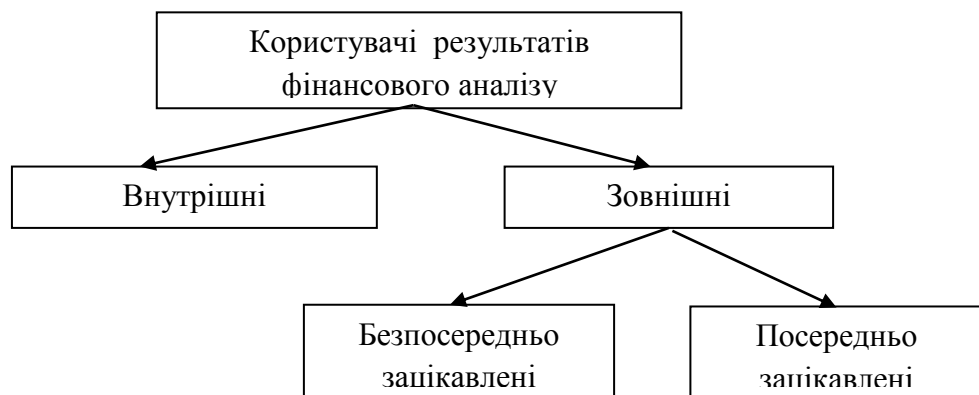 Користувачі результатів
фінансового аналізу
Внутрішні
Зовнішні
Безпосередньо
зацікавлені
Посередньо
зацікавлені